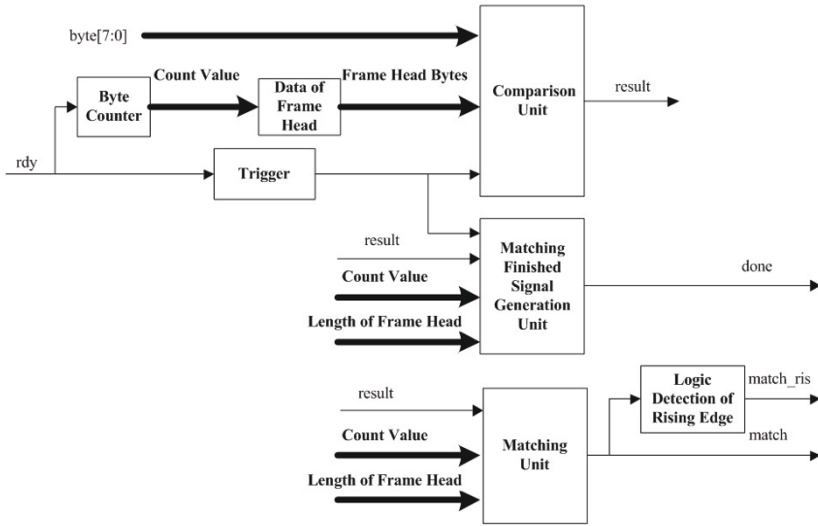 byte[7:0]
Count Value
Frame Head Bytes
Byte
Counter
Data of
Frame
Head
Comparison
Unit
result
rdy
Trigger
result
Count Value
Length of Frame Head
Matching
Finished
Signal
Generation
Unit
done
result
Count Value
Length of Frame Head
Matching
Unit
Logic
Detection of
Rising Edge
match_ris
match